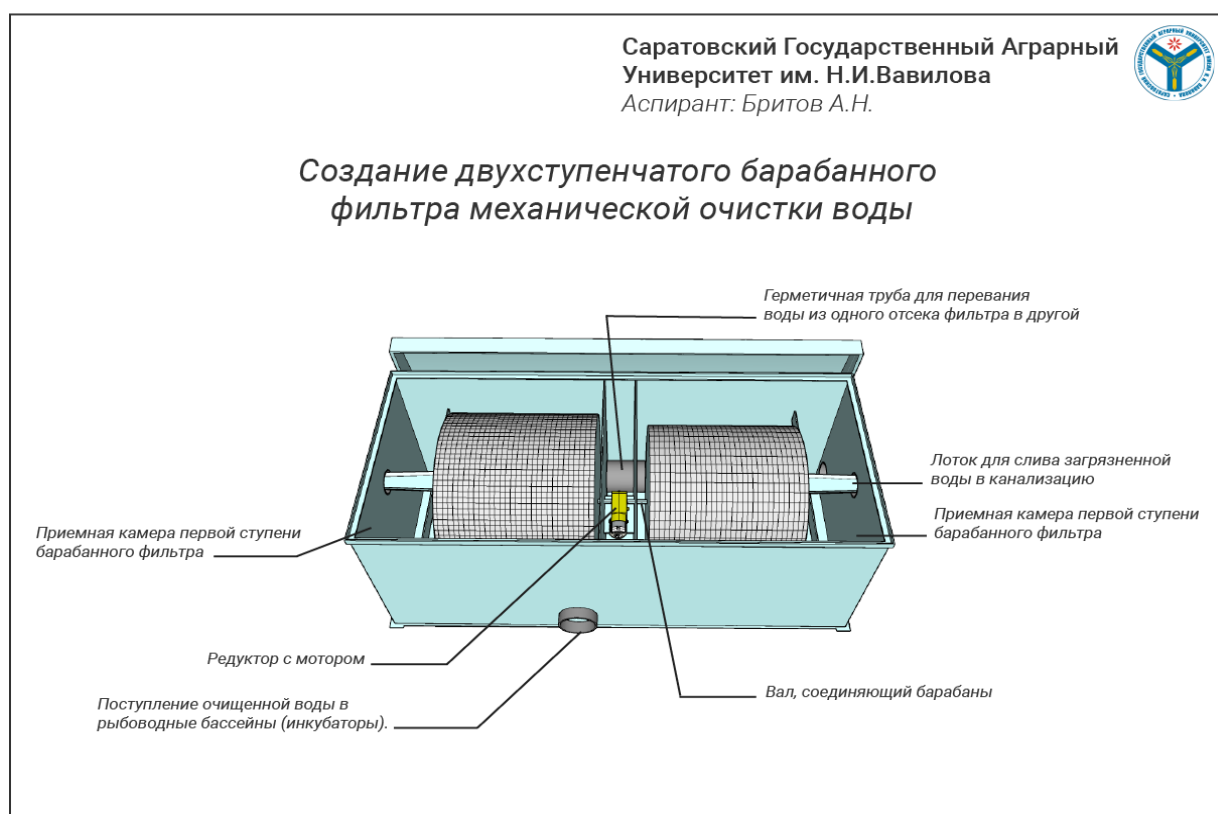 Саратовский Государственный Аграрный
Университет им. Н.И.Вавилова
Аспирант: Бритов А.Н.
Создание двухступенчатого барабанного
фильтра механической очистки воды
Герметичная труба для перевания
воды из одного отсека фильтра в другой
Лоток для слива загрязненной
воды в канализацию
Приемная камера первой ступени
барабанного фильтра
Приемная камера первой ступени
барабанного фильтра
Редуктор с мотором
Вал, соединяющий барабаны
Поступление очищенной воды в
рыбоводные бассейны (инкубаторы).